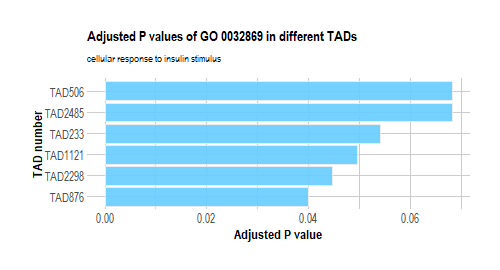 Adjusted P values of GO 0032869 in different TADs
cellular response to insulin stimulus
TAD number
TAD506
TAD2485
TAD233
TAD1121
TAD2298
TAD876
0.00 0.02 0.04 0.06
Adjusted P value